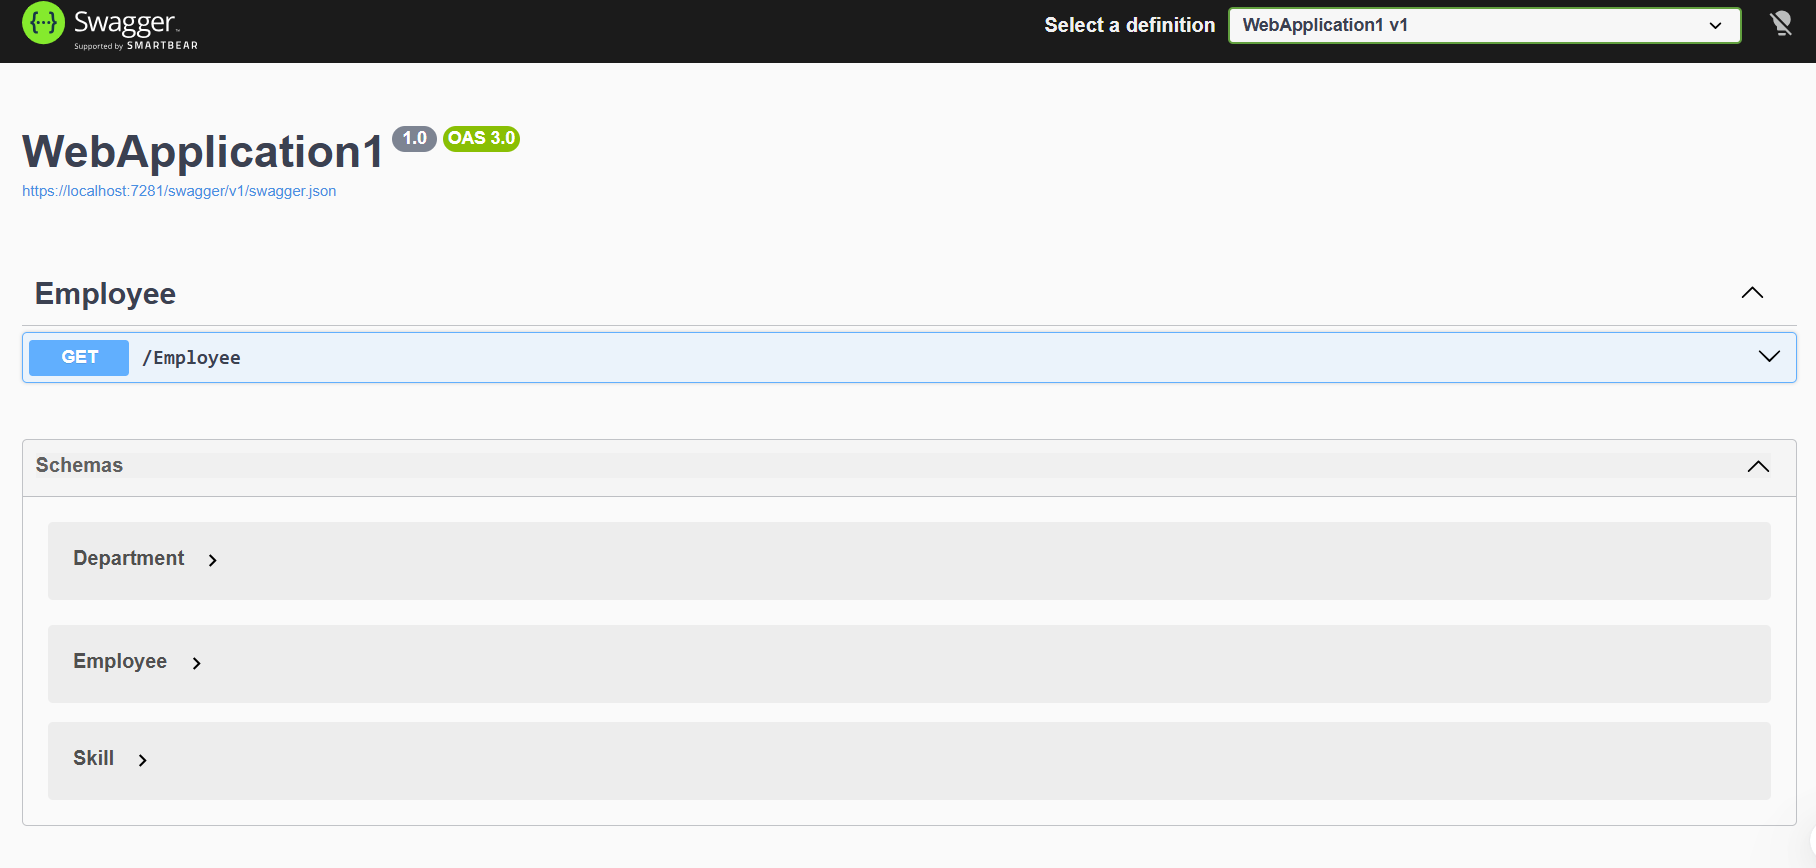 {···} Swagger
Supported by SMARTBEAR
Select a definition
WebApplication1 v1
WebApplication1 1.0 OAS 3.0
https://localhost:7281/swagger/v1/swagger.json
Employee
GET /Employee
Schemas
Department
Employee
Skill